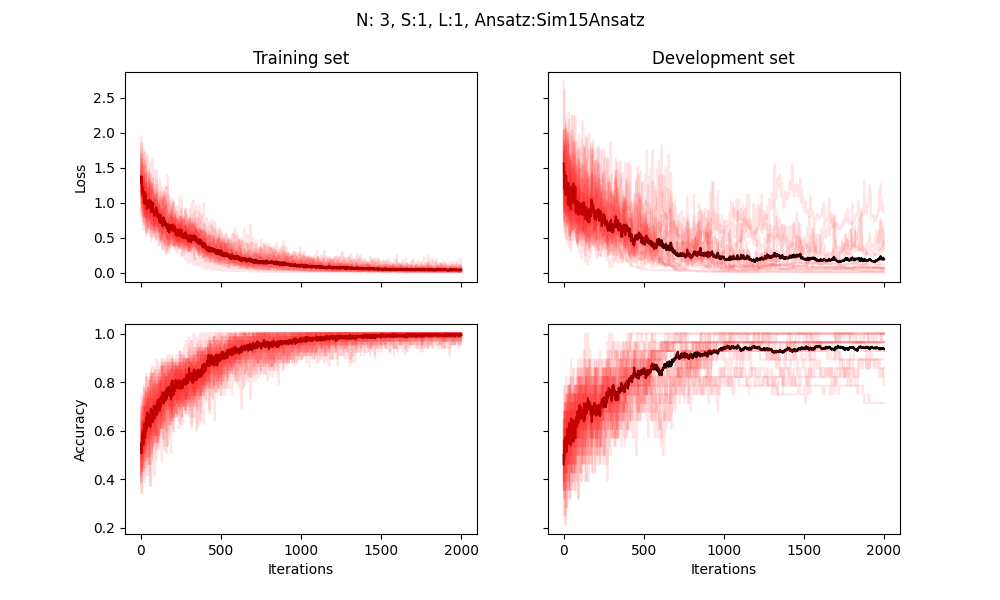 N: 3, S:1, L:1, Ansatz:Sim15Ansatz
Training set
Development set
Loss
2.5
2.0
1.5
1.0
0.5
0.0
Accuracy
1.0
0.8
0.6
0.4
0.2
0 500 1000 1500 2000
0 500 1000 1500 2000
Iterations
Iterations